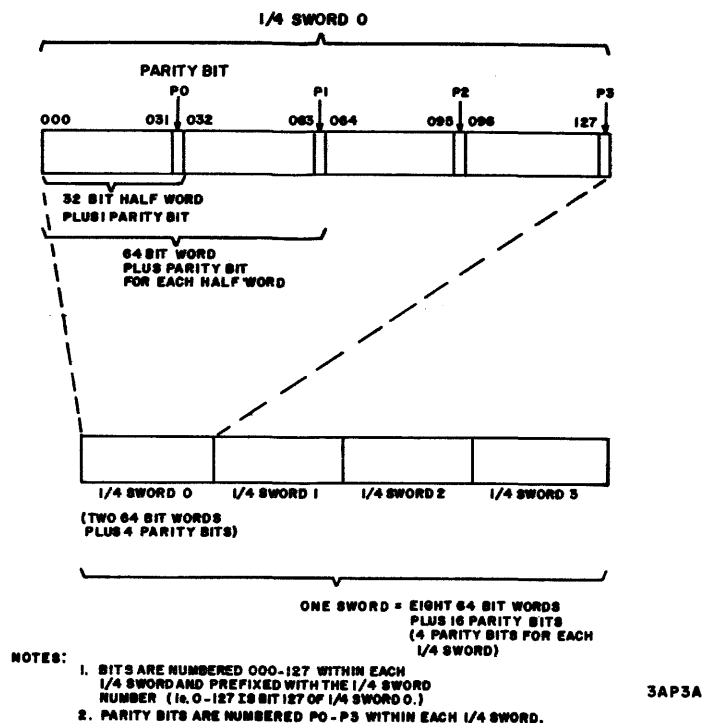 1/4 SWORD 0
PARITY BIT
P0 P1 P2 P3
000 031 032 063 064 095 096 127
32 BIT HALF WORD
PLUS 1 PARITY BIT
64 BIT WORD
PLUS PARITY BIT
FOR EACH HALF WORD
1/4 SWORD 0 1/4 SWORD 1 1/4 SWORD 2 1/4 SWORD 3
(TWO 64 BIT WORDS
PLUS 4 PARITY BITS)
ONE SWORD = EIGHT 64 BIT WORDS
PLUS 16 PARITY BITS
(4 PARITY BITS FOR EACH
1/4 SWORD)
NOTES:
1. BITS ARE NUMBERED 000-127 WITHIN EACH
1/4 SWORD AND PREFIXED WITH THE 1/4 SWORD
NUMBER (ie. 0-127 IS BIT 127 OF 1/4 SWORD 0.)
2. PARITY BITS ARE NUMBERED P0-P3 WITHIN EACH 1/4 SWORD.
3AP3A